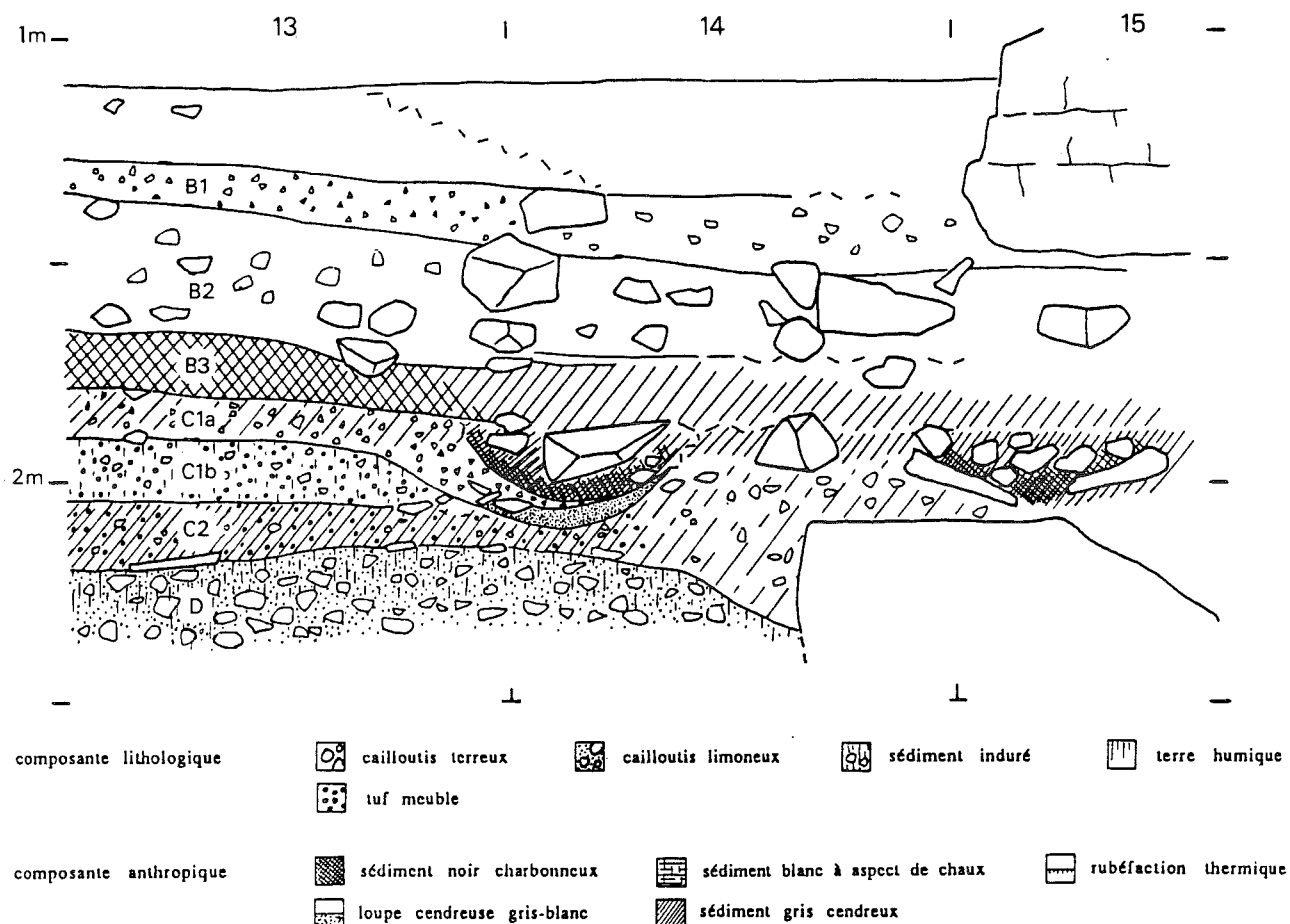 13 14 15
1m
B1
B2
B3
C1a
C1b
2m
C2
D
composante lithologique cailloutis terreux cailloutis limoneux sédiment induré terre humique
tuf meuble
composante anthropique sédiment noir charbonneux sédiment blanc à aspect de chaux rubéfaction thermique
loupe cendreuse gris-blanc sédiment gris cendreux